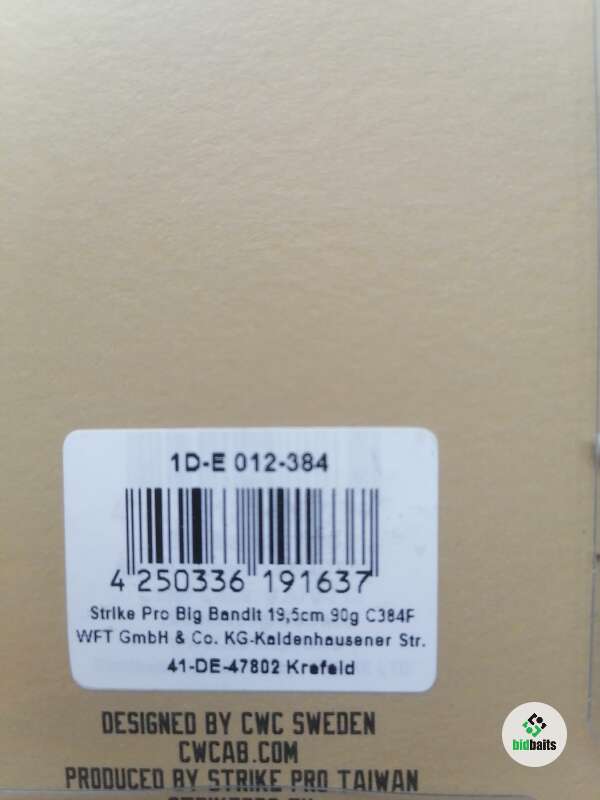 1D-E 012-384
4 250336 191637
Strike Pro Big Bandit 19,5cm 90g C384F
WFT GmbH & Co. KG-Kaldenhausener Str.
41-DE-47802 Krefeld
DESIGNED BY CWC SWEDEN
CWCAB.COM
PRODUCED BY STRIKE PRO TAIWAN
bidbaits